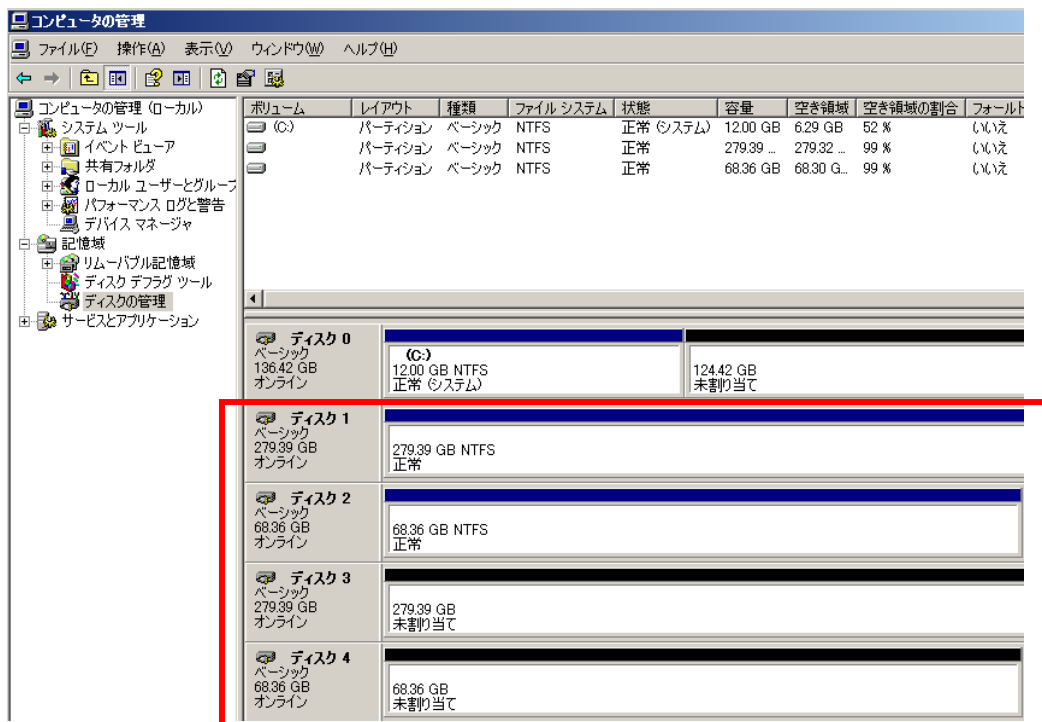 コンピュータの管理
ファイル(F) 操作(A) 表示(V) ウィンドウ(W) ヘルプ(H)
コンピュータの管理 (ローカル)
システム ツール
イベント ビューア
共有フォルダ
ローカル ユーザーとグループ
パフォーマンス ログと警告
デバイス マネージャ
記憶域
リムーバブル記憶域
ディスク デフラグ ツール
ディスクの管理
サービスとアプリケーション
ボリューム レイアウト 種類 ファイル システム 状態 容量 空き領域 空き領域の割合 フォールト
(C:) パーティション ベーシック NTFS 正常 (システム) 12.00 GB 6.29 GB 52 % いいえ
パーティション ベーシック NTFS 正常 279.39 ... 279.32 ... 99 % いいえ
パーティション ベーシック NTFS 正常 68.36 GB 68.30 G... 99 % いいえ
ディスク 0
ベーシック
136.42 GB
オンライン
(C:)
12.00 GB NTFS
正常 (システム)
124.42 GB
未割り当て
ディスク 1
ベーシック
279.39 GB
オンライン
279.39 GB NTFS
正常
ディスク 2
ベーシック
68.36 GB
オンライン
68.36 GB NTFS
正常
ディスク 3
ベーシック
279.39 GB
オンライン
279.39 GB
未割り当て
ディスク 4
ベーシック
68.36 GB
オンライン
68.36 GB
未割り当て